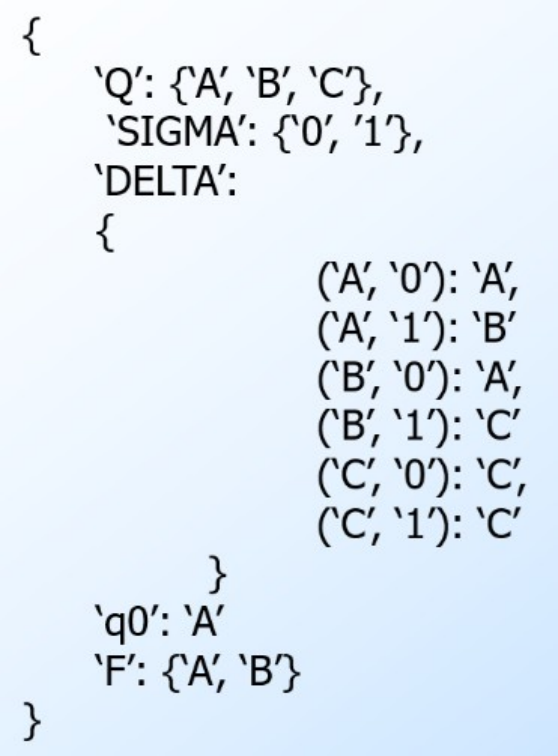 {
‘Q’: {‘A’, ‘B’, ‘C’},
‘SIGMA’: {‘0’, ’1’},
‘DELTA’:
{
(‘A’, ‘0’): ‘A’,
(‘A’, ‘1’): ‘B’
(‘B’, ‘0’): ‘A’,
(‘B’, ‘1’): ‘C’
(‘C’, ‘0’): ‘C’,
(‘C’, ‘1’): ‘C’
}
‘q0’: ‘A’
‘F’: {‘A’, ‘B’}
}